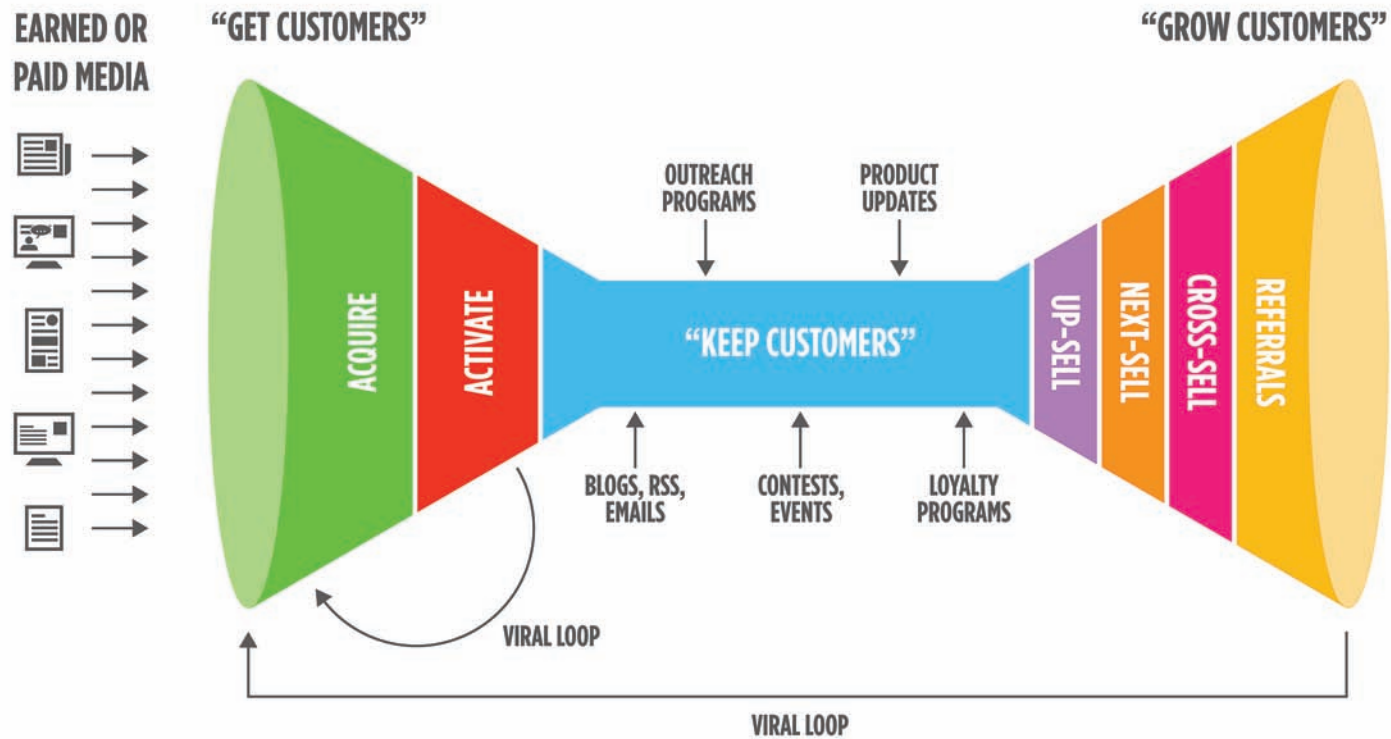 EARNED OR
PAID MEDIA
“GET CUSTOMERS”
“GROW CUSTOMERS”
OUTREACH
PROGRAMS
PRODUCT
UPDATES
ACQUIRE
ACTIVATE
“KEEP CUSTOMERS”
UP-SELL
NEXT-SELL
CROSS-SELL
REFERRALS
BLOGS, RSS,
EMAILS
CONTESTS,
EVENTS
LOYALTY
PROGRAMS
VIRAL LOOP
VIRAL LOOP